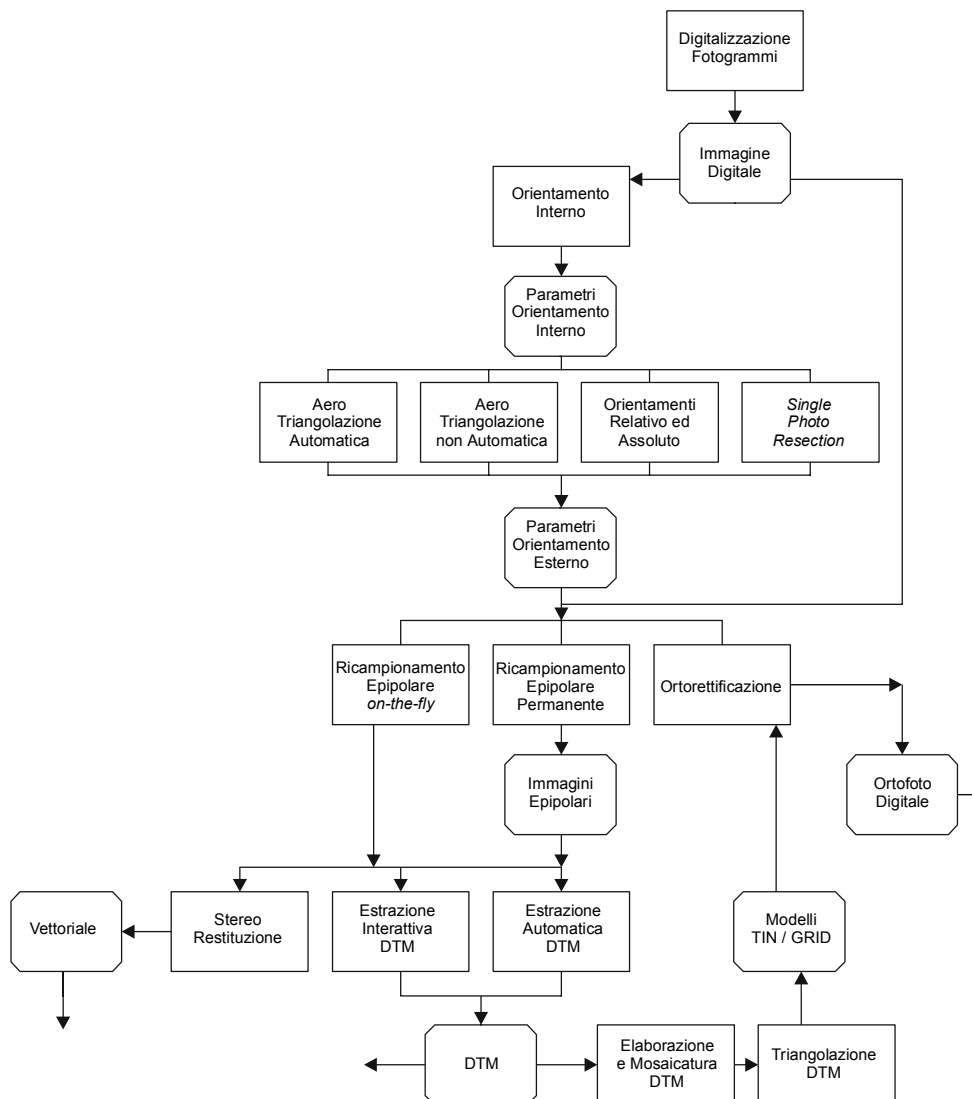 Digitalizzazione
Fotogrammi
Immagine
Digitale
Orientamento
Interno
Parametri
Orientamento
Interno
Aero
Triangolazione
Automatica
Aero
Triangolazione
non Automatica
Orientamenti
Relativo ed
Assoluto
Single
Photo
Resection
Parametri
Orientamento
Esterno
Ricampionamento
Epipolare
on-the-fly
Ricampionamento
Epipolare
Permanente
Ortorettificazione
Immagini
Epipolari
Ortofoto
Digitale
Vettoriale
Stereo
Restituzione
Estrazione
Interattiva
DTM
Estrazione
Automatica
DTM
Modelli
TIN / GRID
DTM
Elaborazione
e Mosaicatura
DTM
Triangolazione
DTM